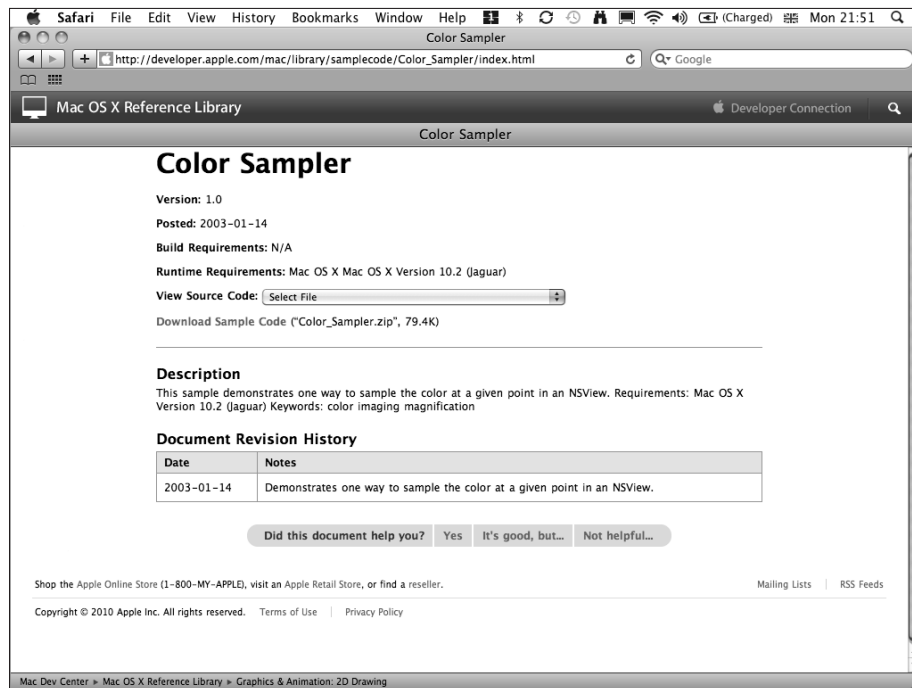 Safari File Edit View History Bookmarks Window Help (Charged) Mon 21:51
Color Sampler
http://developer.apple.com/mac/library/samplecode/Color_Sampler/index.html Google
Mac OS X Reference Library Developer Connection
Color Sampler
Color Sampler
Version: 1.0
Posted: 2003-01-14
Build Requirements: N/A
Runtime Requirements: Mac OS X Mac OS X Version 10.2 (Jaguar)
View Source Code: Select File
Download Sample Code ("Color_Sampler.zip", 79.4K)
Description
This sample demonstrates one way to sample the color at a given point in an NSView. Requirements: Mac OS X
Version 10.2 (Jaguar) Keywords: color imaging magnification
Document Revision History
Date Notes
2003-01-14 Demonstrates one way to sample the color at a given point in an NSView.
Did this document help you? Yes It's good, but... Not helpful...
Shop the Apple Online Store (1-800-MY-APPLE), visit an Apple Retail Store, or find a reseller. Mailing Lists RSS Feeds
Copyright © 2010 Apple Inc. All rights reserved. Terms of Use Privacy Policy
Mac Dev Center ▸ Mac OS X Reference Library ▸ Graphics & Animation: 2D Drawing